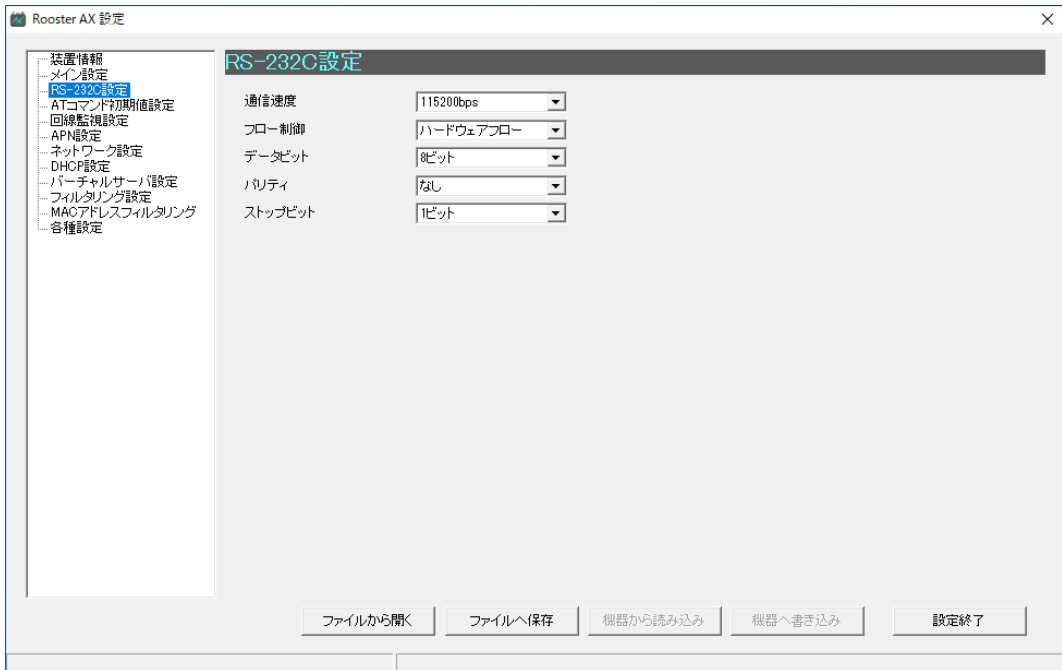 Rooster AX 設定
装置情報
メイン設定
RS-232C設定
ATコマンド初期値設定
回線監視設定
APN設定
ネットワーク設定
DHCP設定
バーチャルサーバ設定
フィルタリング設定
MACアドレスフィルタリング
各種設定
RS-232C設定
通信速度 115200bps
フロー制御 ハードウェアフロー
データビット 8ビット
パリティ なし
ストップビット 1ビット
ファイルから開く ファイルへ保存 機器から読み込み 機器へ書き込み 設定終了